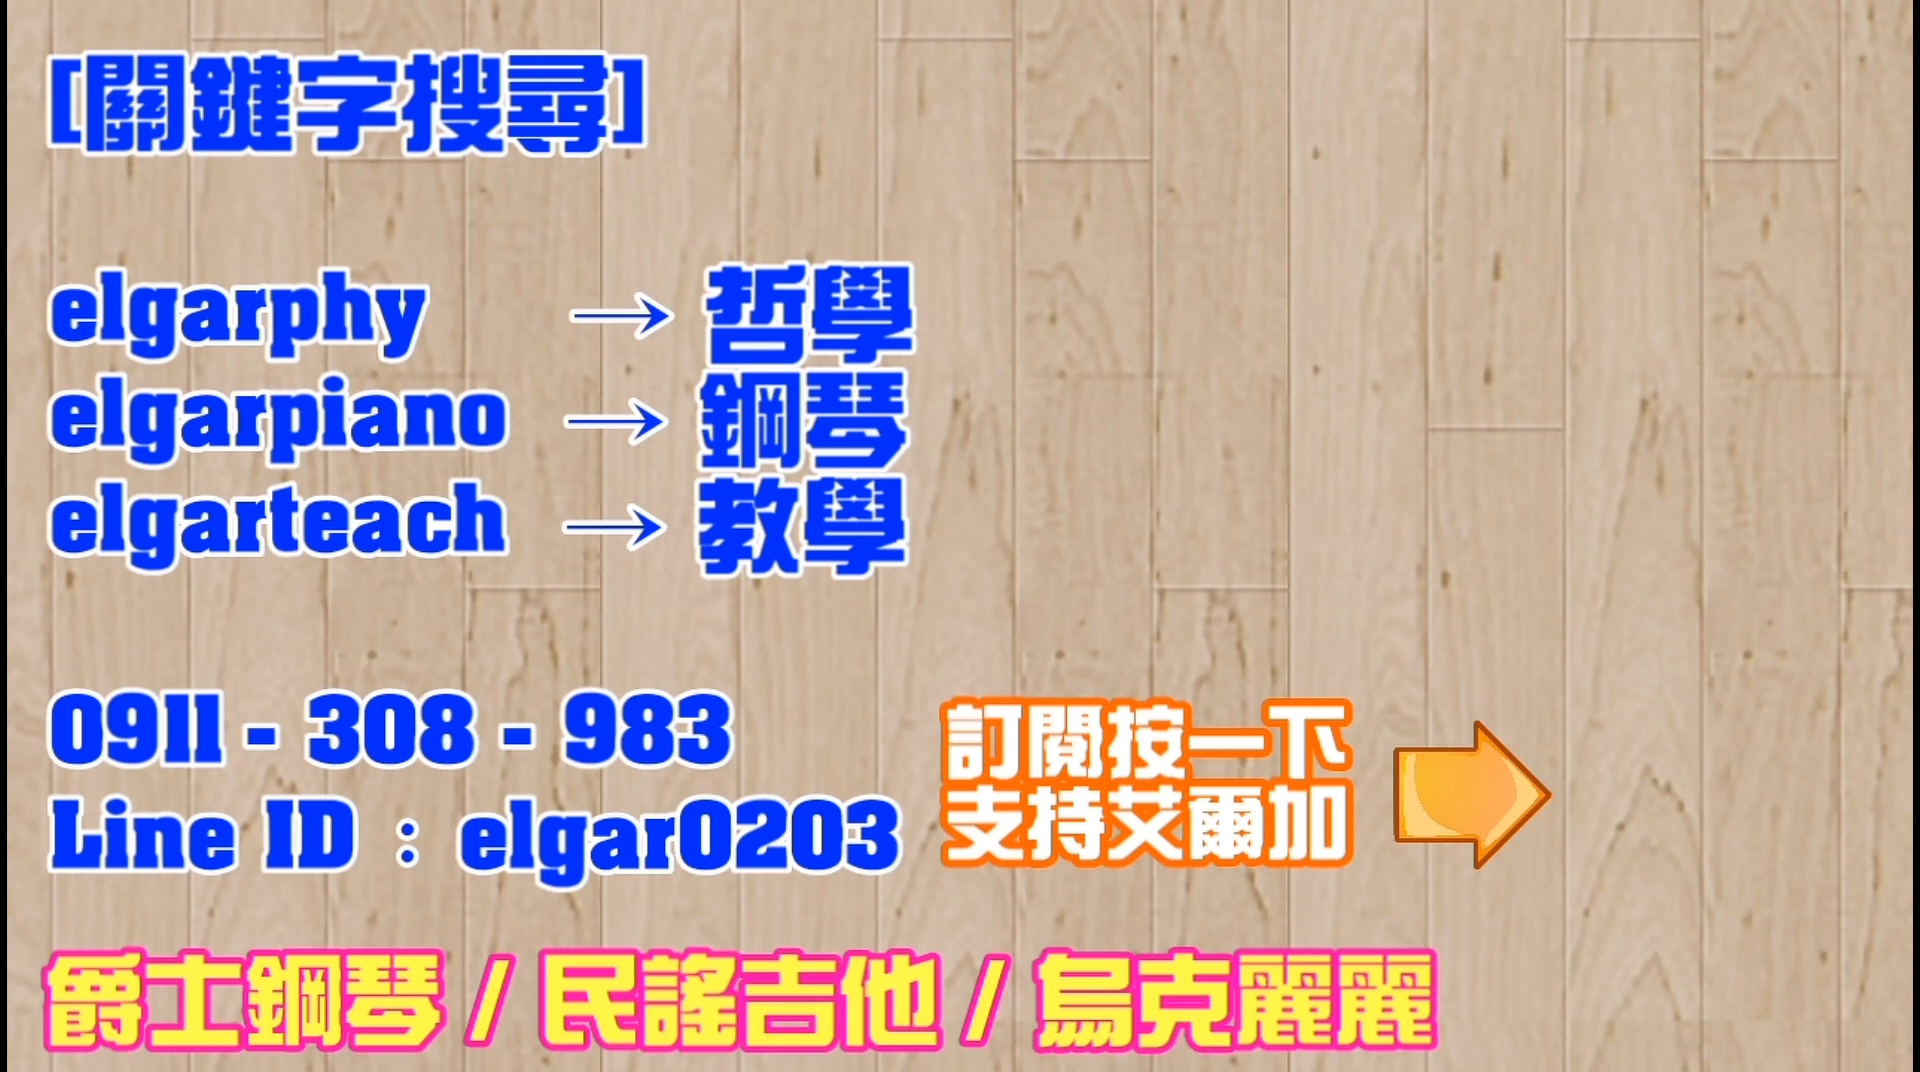 [關鍵字搜尋]
elgarphy → 哲學
elgarpiano → 鋼琴
elgarteach → 教學
0911 - 308 - 983
Line ID : elgar0203
訂閱按一下
支持艾爾加
爵士鋼琴 / 民謠吉他 / 烏克麗麗